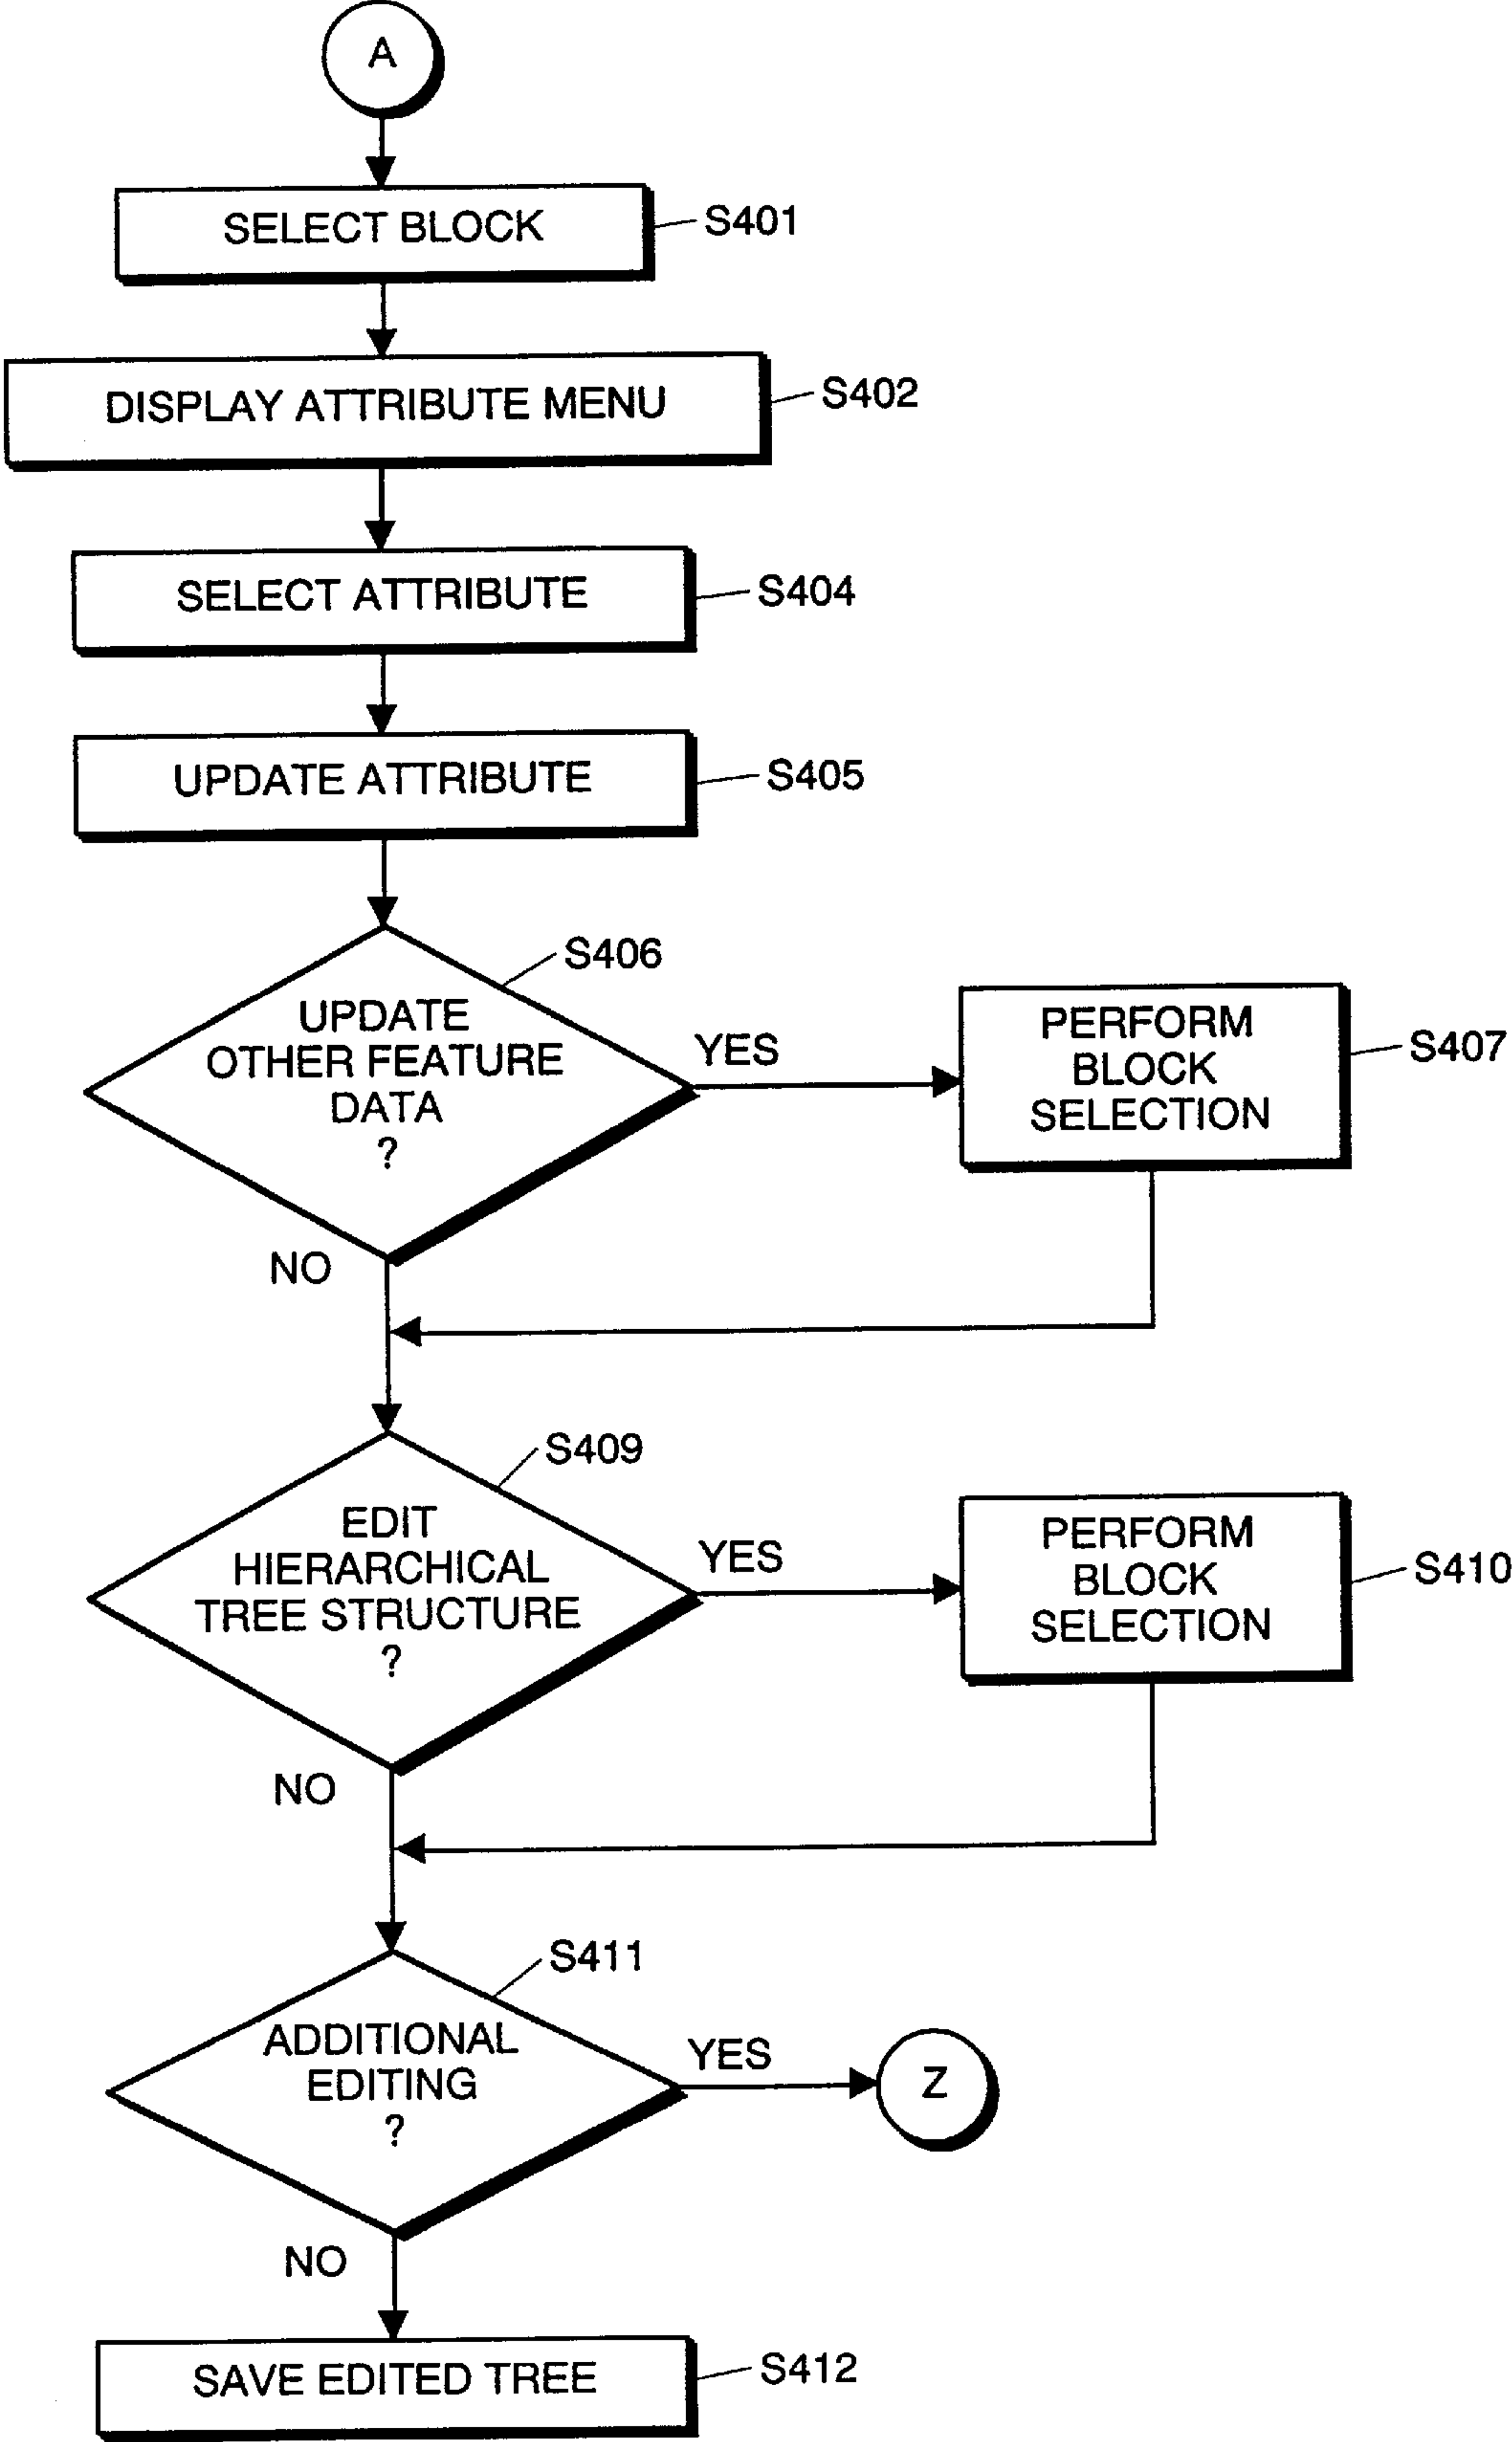 A
SELECT BLOCK
S401
DISPLAY ATTRIBUTE MENU
S402
SELECT ATTRIBUTE
S404
UPDATE ATTRIBUTE
S405
S406
UPDATE
OTHER FEATURE
DATA
?
YES
PERFORM
BLOCK
SELECTION
S407
NO
S409
EDIT
HIERARCHICAL
TREE STRUCTURE
?
YES
PERFORM
BLOCK
SELECTION
S410
NO
S411
ADDITIONAL
EDITING
?
YES
Z
NO
SAVE EDITED TREE
S412